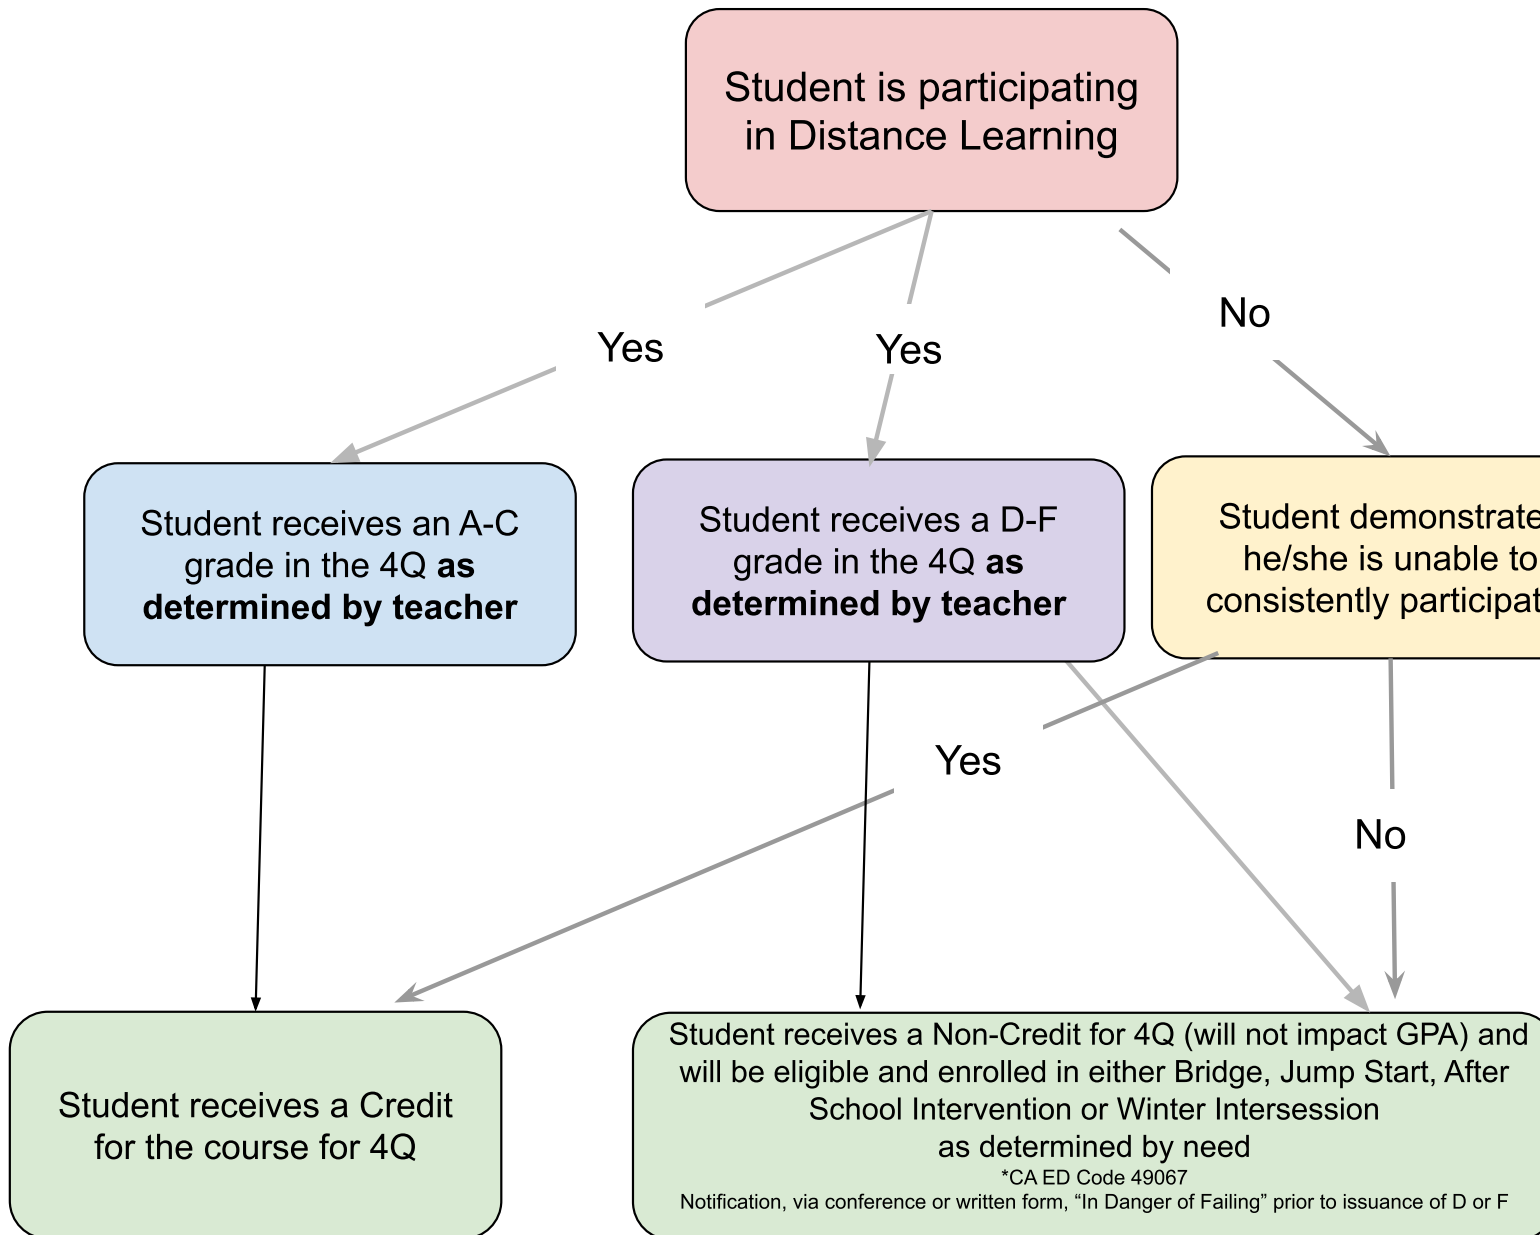 Student is participating
in Distance Learning
Yes
Yes
No
Student receives an A-C
grade in the 4Q as
determined by teacher
Student receives a D-F
grade in the 4Q as
determined by teacher
Student demonstrate
he/she is unable to
consistently participat
Yes
No
Student receives a Credit
for the course for 4Q
Student receives a Non-Credit for 4Q (will not impact GPA) and
will be eligible and enrolled in either Bridge, Jump Start, After
School Intervention or Winter Intersession
as determined by need
*CA ED Code 49067
Notification, via conference or written form, “In Danger of Failing” prior to issuance of D or F